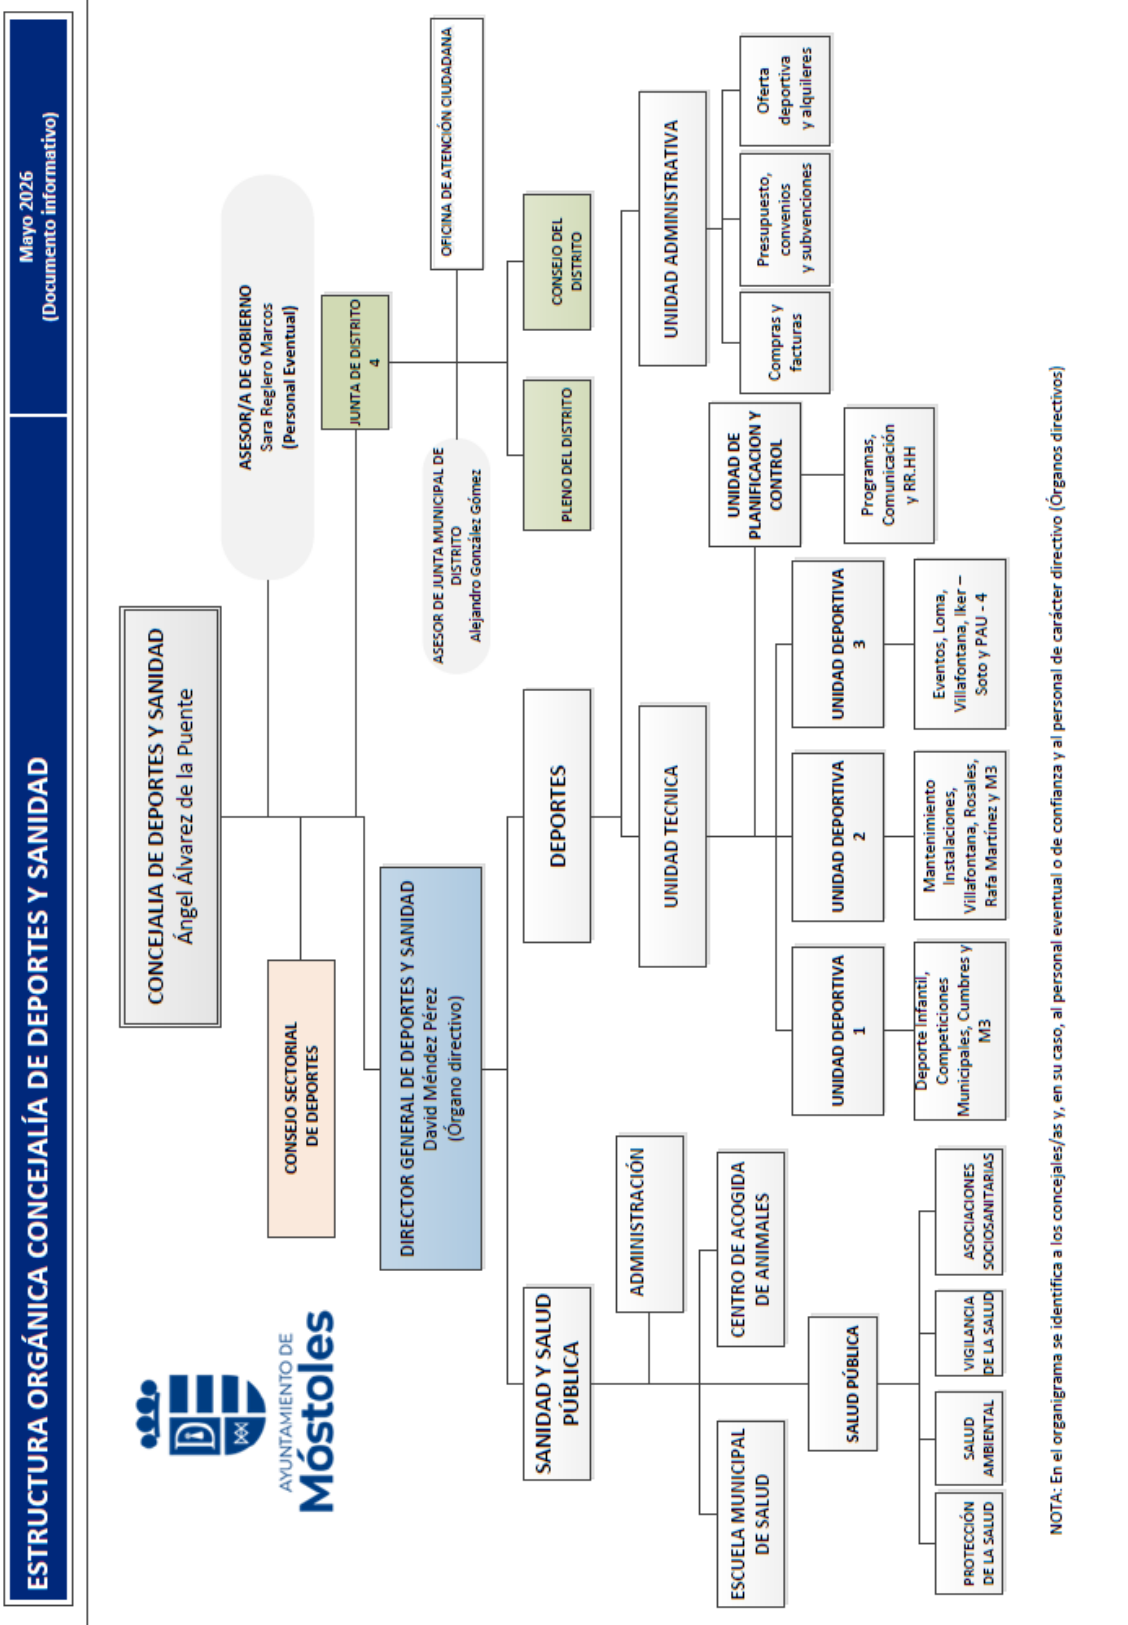 ESTRUCTURA ORGÁNICA CONCEJALÍA DE DEPORTES Y SANIDAD
Mayo 2026
(Documento informativo)
AYUNTAMIENTO DE
Móstoles
CONCEJALIA DE DEPORTES Y SANIDAD
Ángel Álvarez de la Puente
ASESOR/A DE GOBIERNO
Sara Reglero Marcos
(Personal Eventual)
CONSEJO SECTORIAL
DE DEPORTES
JUNTA DE DISTRITO
4
DIRECTOR GENERAL DE DEPORTES Y SANIDAD
David Méndez Pérez
(Órgano directivo)
ASESOR DE JUNTA MUNICIPAL DE
DISTRITO
Alejandro González Gómez
OFICINA DE ATENCIÓN CIUDADANA
SANIDAD Y SALUD
PÚBLICA
DEPORTES
PLENO DEL DISTRITO
CONSEJO DEL
DISTRITO
ADMINISTRACIÓN
UNIDAD TECNICA
UNIDAD ADMINISTRATIVA
ESCUELA MUNICIPAL
DE SALUD
CENTRO DE ACOGIDA
DE ANIMALES
UNIDAD DE
PLANIFICACION Y
CONTROL
Compras y
facturas
Presupuesto,
convenios
y subvenciones
Oferta
deportiva
y alquileres
SALUD PÚBLICA
UNIDAD DEPORTIVA
1
UNIDAD DEPORTIVA
2
UNIDAD DEPORTIVA
3
Programas,
Comunicación
y RR.HH
PROTECCIÓN
DE LA SALUD
SALUD
AMBIENTAL
VIGILANCIA
DE LA SALUD
ASOCIACIONES
SOCIOSANITARIAS
Deporte Infantil,
Competiciones
Municipales, Cumbres y
M3
Mantenimiento
Instalaciones,
Villafontana, Rosales,
Rafa Martínez y M3
Eventos, Loma,
Villafontana, Iker –
Soto y PAU - 4
NOTA: En el organigrama se identifica a los concejales/as y, en su caso, al personal eventual o de confianza y al personal de carácter directivo (Órganos directivos)